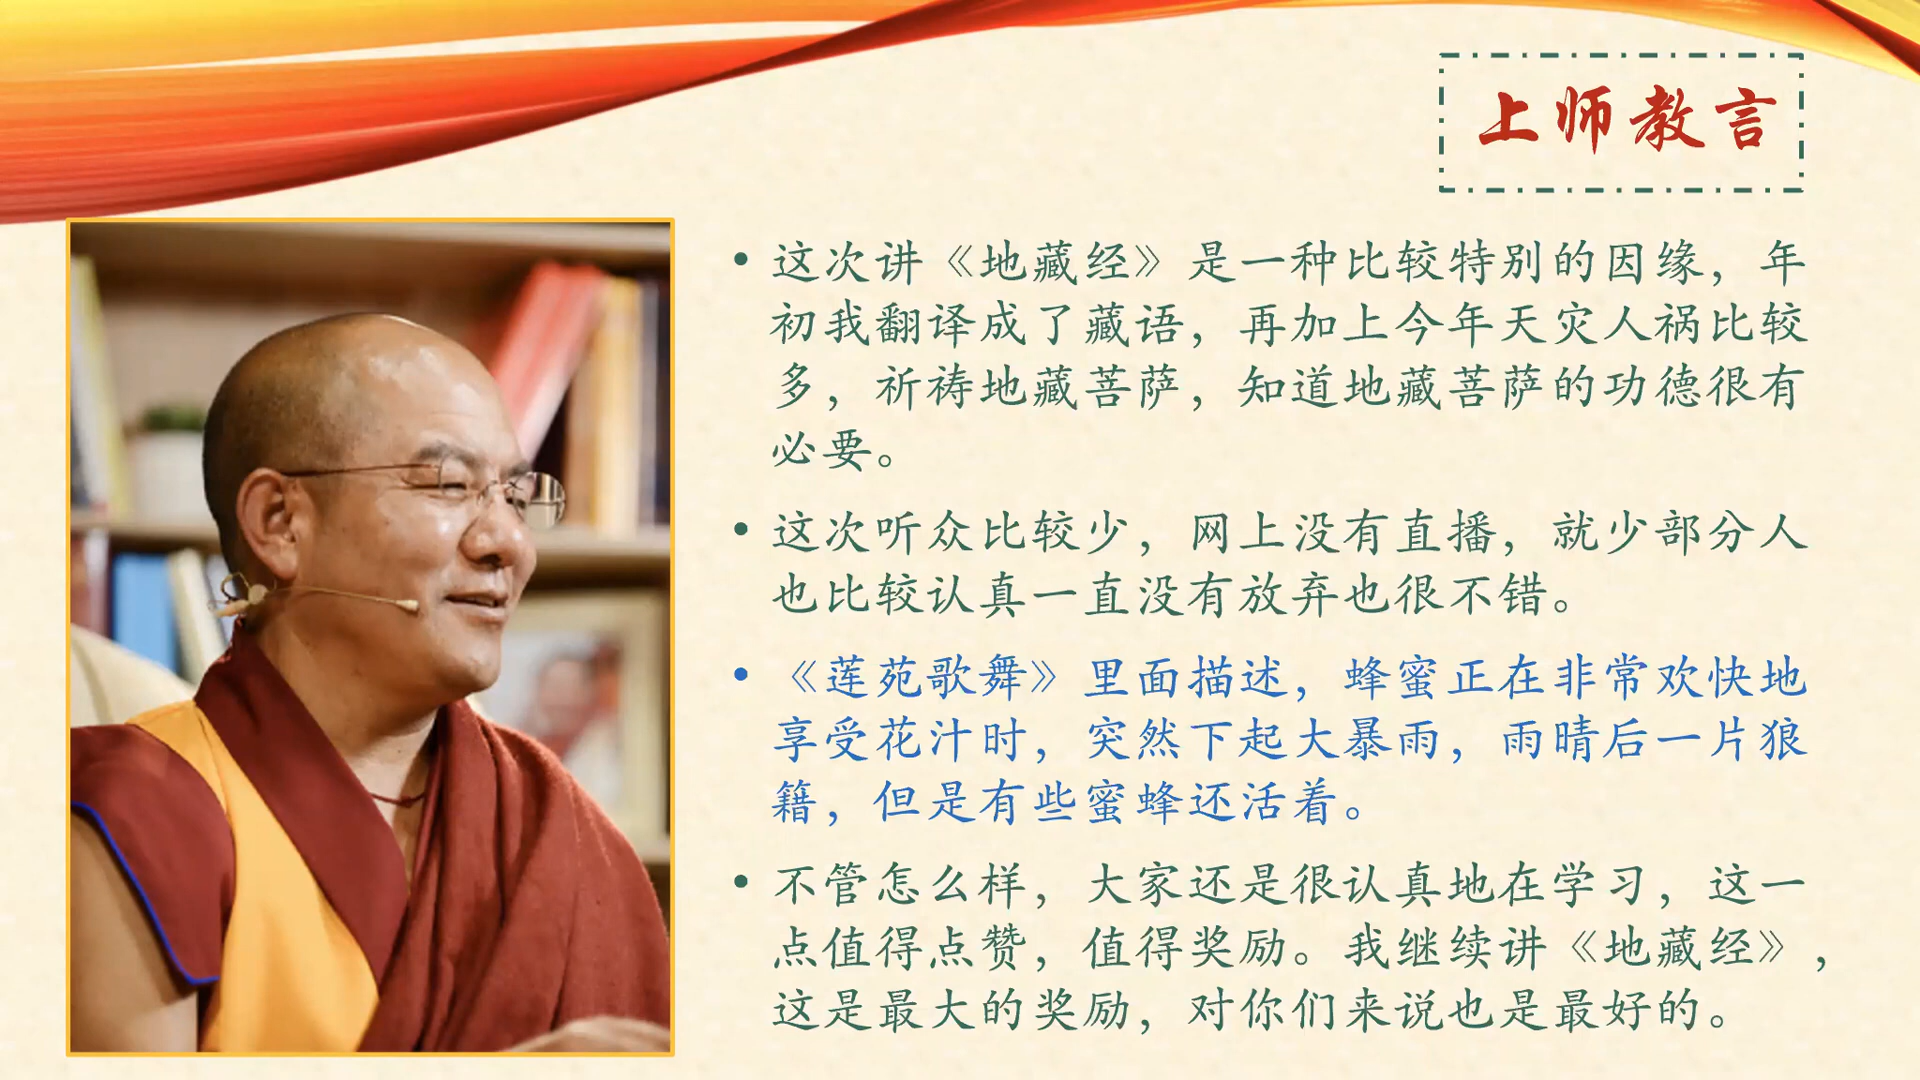 上师教言
• 这次讲《地藏经》是一种比较特别的因缘，年
初我翻译成了藏语，再加上今年天灾人祸比较
多，祈祷地藏菩萨，知道地藏菩萨的功德很有
必要。
• 这次听众比较少，网上没有直播，就少部分人
也比较认真一直没有放弃也很不错。
• 《莲苑歌舞》里面描述，蜂蜜正在非常欢快地
享受花汁时，突然下起大暴雨，雨晴后一片狼
籍，但是有些蜜蜂还活着。
• 不管怎么样，大家还是很认真地在学习，这一
点值得点赞，值得奖励。我继续讲《地藏经》，
这是最大的奖励，对你们来说也是最好的。